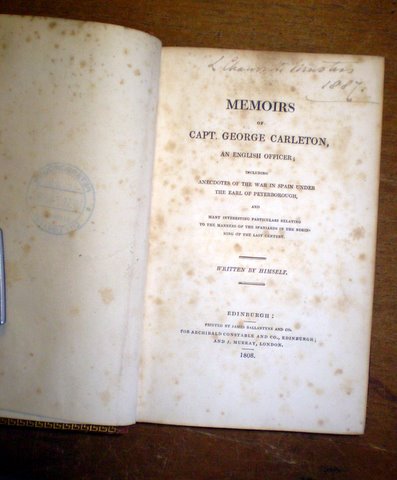 1887.
MEMOIRS
OF
CAPT. GEORGE CARLETON,
AN ENGLISH OFFICER;
INCLUDING
ANECDOTES OF THE WAR IN SPAIN UNDER
THE EARL OF PETERBOROUGH,
AND
MANY INTERESTING PARTICULARS RELATING
TO THE MANNERS OF THE SPANIARDS IN THE BEGIN-
NING OF THE LAST CENTURY.
WRITTEN BY HIMSELF.
EDINBURGH:
PRINTED BY JAMES BALLANTYNE AND CO.
FOR ARCHIBALD CONSTABLE AND CO., EDINBURGH;
AND J. MURRAY, LONDON.
1808.